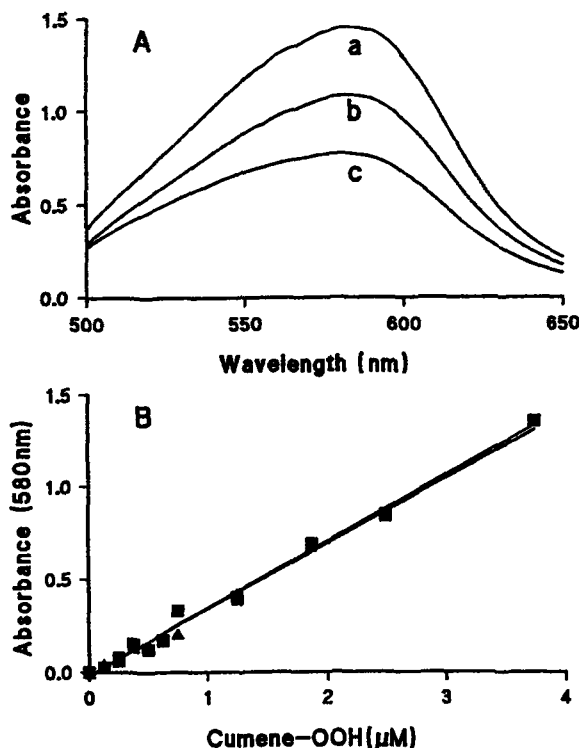 A
a
b
c
Absorbance
1.5
1.0
0.5
0.0
500
550
600
650
Wavelength (nm)
B
Absorbance (580nm)
1.5
1.0
0.5
0.0
0
1
2
3
4
Cumene-OOH(μM)